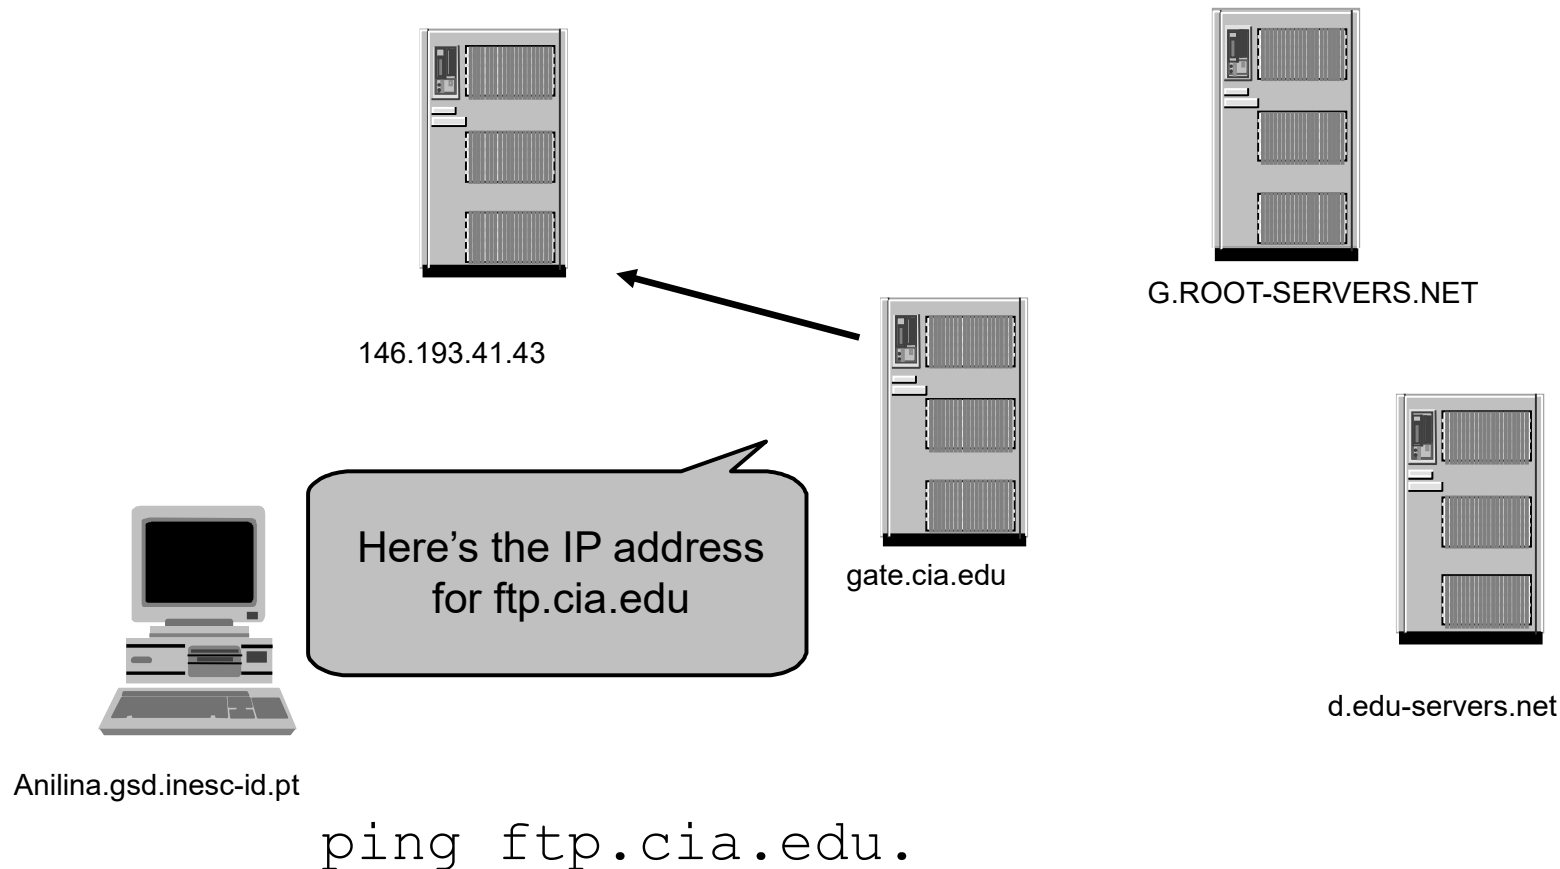 G.ROOT-SERVERS.NET
146.193.41.43
Here’s the IP address
for ftp.cia.edu
gate.cia.edu
d.edu-servers.net
Anilina.gsd.inesc-id.pt
ping ftp.cia.edu.